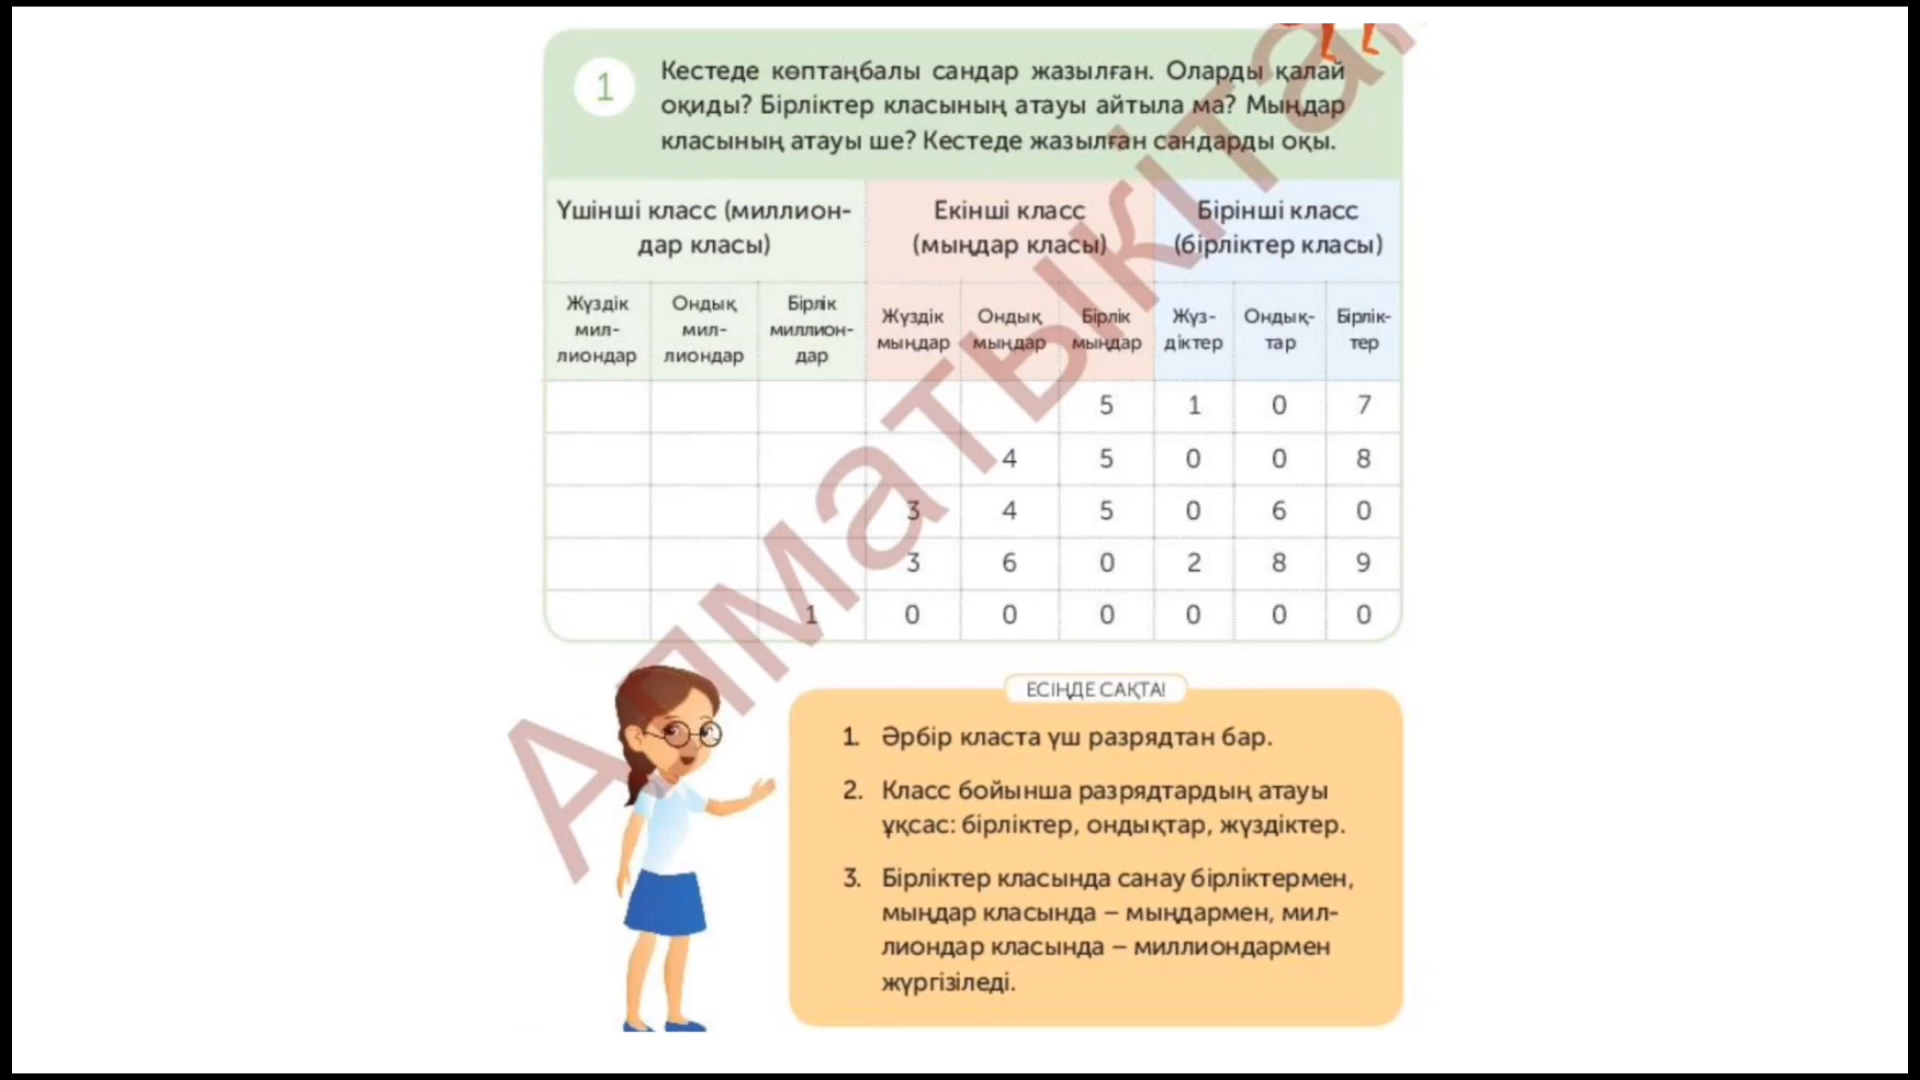 1
Кестеде көптаңбалы сандар жазылған. Оларды қалай
оқиды? Бірліктер класының атауы айтыла ма? Мыңдар
класының атауы ше? Кестеде жазылған сандарды оқы.
Үшінші класс (миллион-
дар класы)
Екінші класс
(мыңдар класы)
Бірінші класс
(бірліктер класы)
Жүздік
мил-
лиондар
Ондық
мил-
лиондар
Бірлік
миллион-
дар
Жүздік
мыңдар
Ондық
мыңдар
Бірлік
мыңдар
Жүз-
діктер
Ондық-
тар
Бірлік-
тер
5 1 0 7
4 5 0 0 8
3 4 5 0 6 0
3 6 0 2 8 9
1 0 0 0 0 0 0
ЕСІҢДЕ САҚТА!
1. Әрбір класта үш разрядтан бар.
2. Класс бойынша разрядтардың атауы
ұқсас: бірліктер, ондықтар, жүздіктер.
3. Бірліктер класында санау бірліктермен,
мыңдар класында – мыңдармен, мил-
лиондар класында – миллиондармен
жүргізіледі.